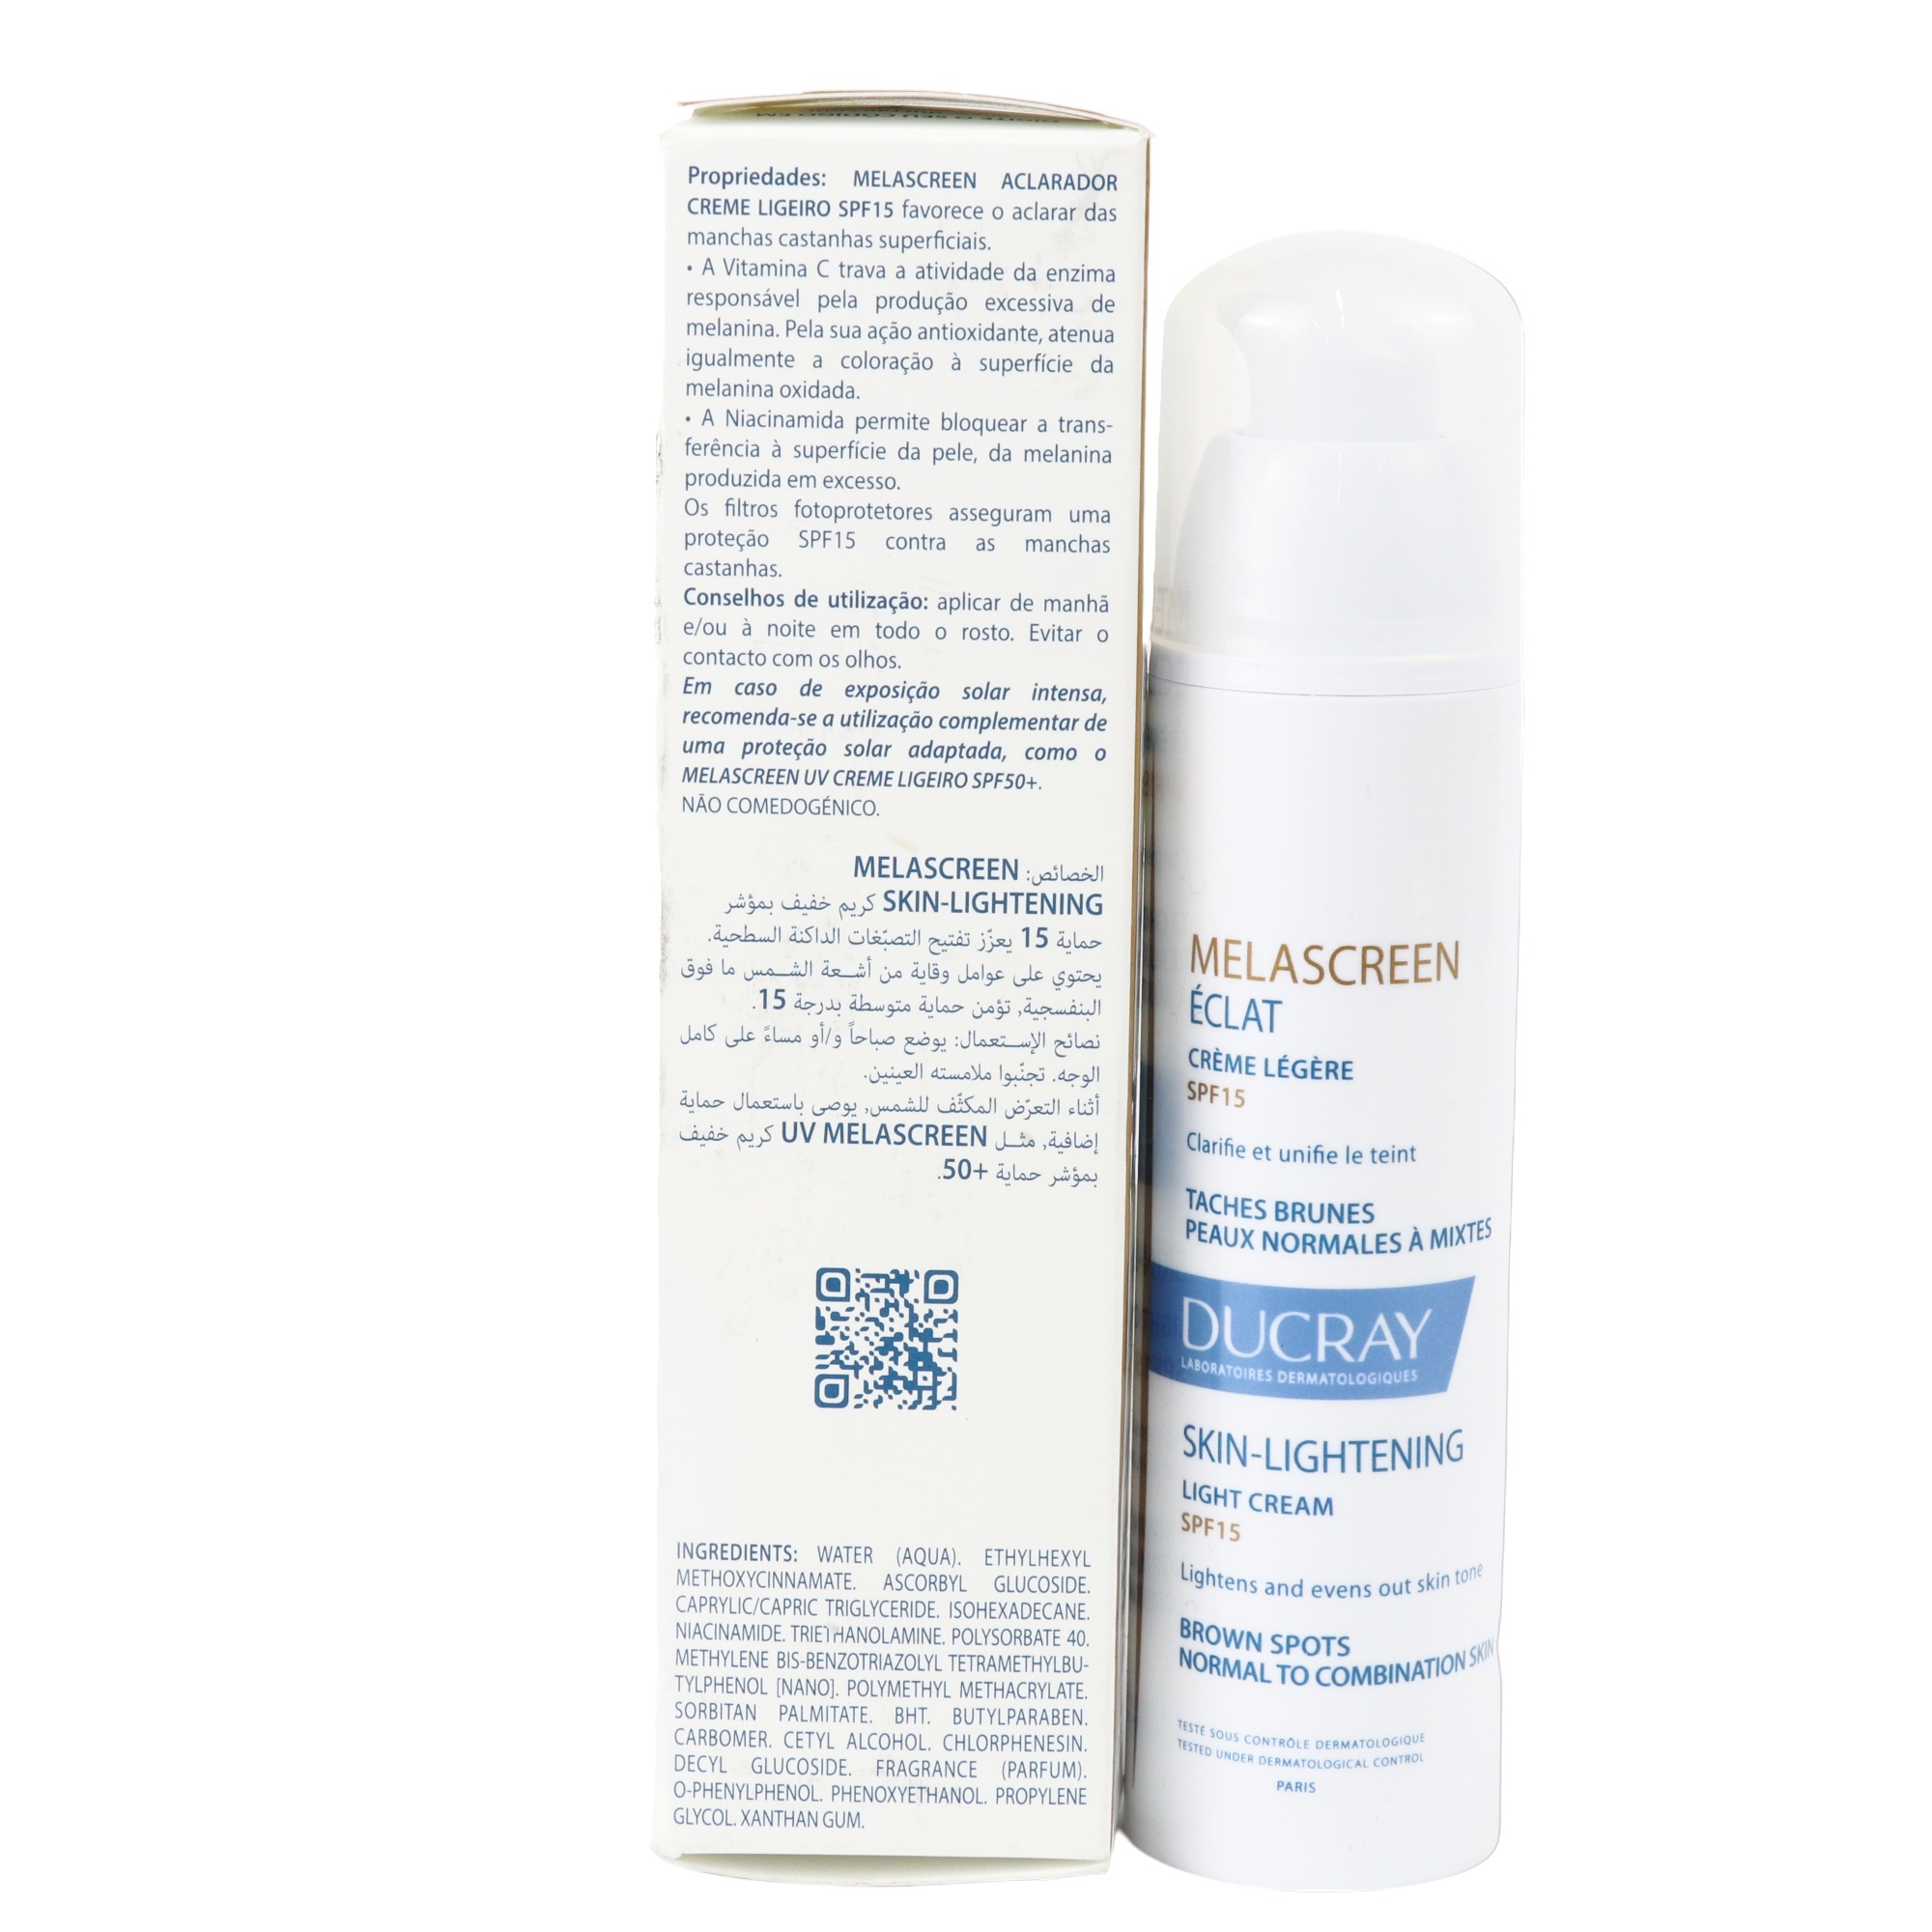 Propriedades: MELASCREEN ACLARADOR
CREME LIGEIRO SPF15 favorece o aclarar das
manchas castanhas superficiais.
• A Vitamina C trava a atividade da enzima
responsável pela produção excessiva de
melanina. Pela sua ação antioxidante, atenua
igualmente a coloração à superfície da
melanina oxidada.
• A Niacinamida permite bloquear a trans-
ferência à superfície da pele, da melanina
produzida em excesso.
Os filtros fotoprotetores asseguram uma
proteção SPF15 contra as manchas
castanhas.
Conselhos de utilização: aplicar de manhã
e/ou à noite em todo o rosto. Evitar o
contacto com os olhos.
Em caso de exposição solar intensa,
recomenda-se a utilização complementar de
uma proteção solar adaptada, como o
MELASCREEN UV CREME LIGEIRO SPF50+.
NÃO COMEDOGÉNICO.
الخصائص: MELASCREEN
SKIN-LIGHTENING كريم خفيف بمؤشر
حماية 15 يعزّز تفتيح التصبّغات الداكنة السطحية.
يحتوي على عوامل وقاية من أشعة الشمس ما فوق
البنفسجية, تؤمن حماية متوسطة بدرجة 15.
نصائح الإستعمال: يوضع صباحاً و/أو مساءً على كامل
الوجه. تجنّبوا ملامسته العينين.
أثناء التعرّض المكثّف للشمس, يوصى باستعمال حماية
إضافية, مثل UV MELASCREEN كريم خفيف
بمؤشر حماية +50.
INGREDIENTS: WATER (AQUA). ETHYLHEXYL
METHOXYCINNAMATE. ASCORBYL GLUCOSIDE.
CAPRYLIC/CAPRIC TRIGLYCERIDE. ISOHEXADECANE.
NIACINAMIDE. TRIETHANOLAMINE. POLYSORBATE 40.
METHYLENE BIS-BENZOTRIAZOLYL TETRAMETHYLBU-
TYLPHENOL [NANO]. POLYMETHYL METHACRYLATE.
SORBITAN PALMITATE. BHT. BUTYLPARABEN.
CARBOMER. CETYL ALCOHOL. CHLORPHENESIN.
DECYL GLUCOSIDE. FRAGRANCE (PARFUM).
O-PHENYLPHENOL. PHENOXYETHANOL. PROPYLENE
GLYCOL. XANTHAN GUM.
MELASCREEN
ÉCLAT
CRÈME LÉGÈRE
SPF15
Clarifie et unifie le teint
TACHES BRUNES
PEAUX NORMALES À MIXTES
DUCRAY
LABORATOIRES DERMATOLOGIQUES
SKIN-LIGHTENING
LIGHT CREAM
SPF15
Lightens and evens out skin tone
BROWN SPOTS
NORMAL TO COMBINATION SKIN
TESTÉ SOUS CONTRÔLE DERMATOLOGIQUE
TESTED UNDER DERMATOLOGICAL CONTROL
PARIS